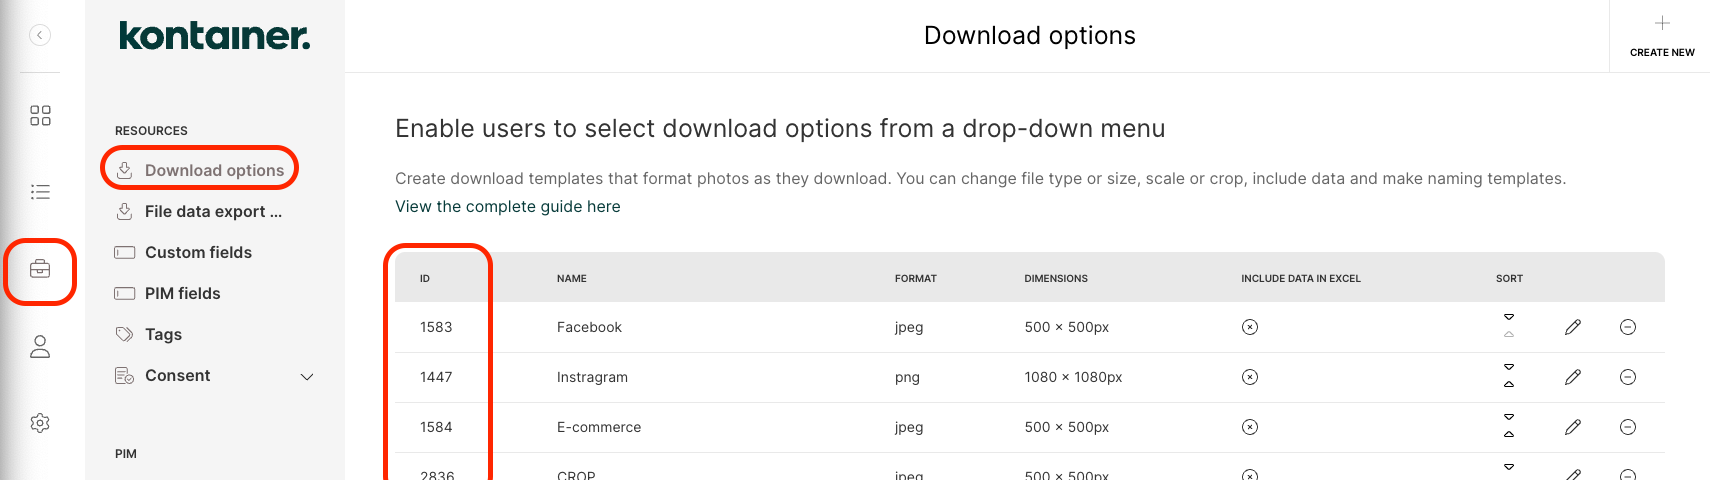 kontainer.
Download options
CREATE NEW
RESOURCES
Download options
File data export ...
Custom fields
PIM fields
Tags
Consent
PIM
Enable users to select download options from a drop-down menu
Create download templates that format photos as they download. You can change file type or size, scale or crop, include data and make naming templates.
View the complete guide here
ID NAME FORMAT DIMENSIONS INCLUDE DATA IN EXCEL SORT
1583 Facebook jpeg 500 × 500px
1447 Instragram png 1080 × 1080px
1584 E-commerce jpeg 500 × 500px
2836 CROP jpeg 500 × 500px